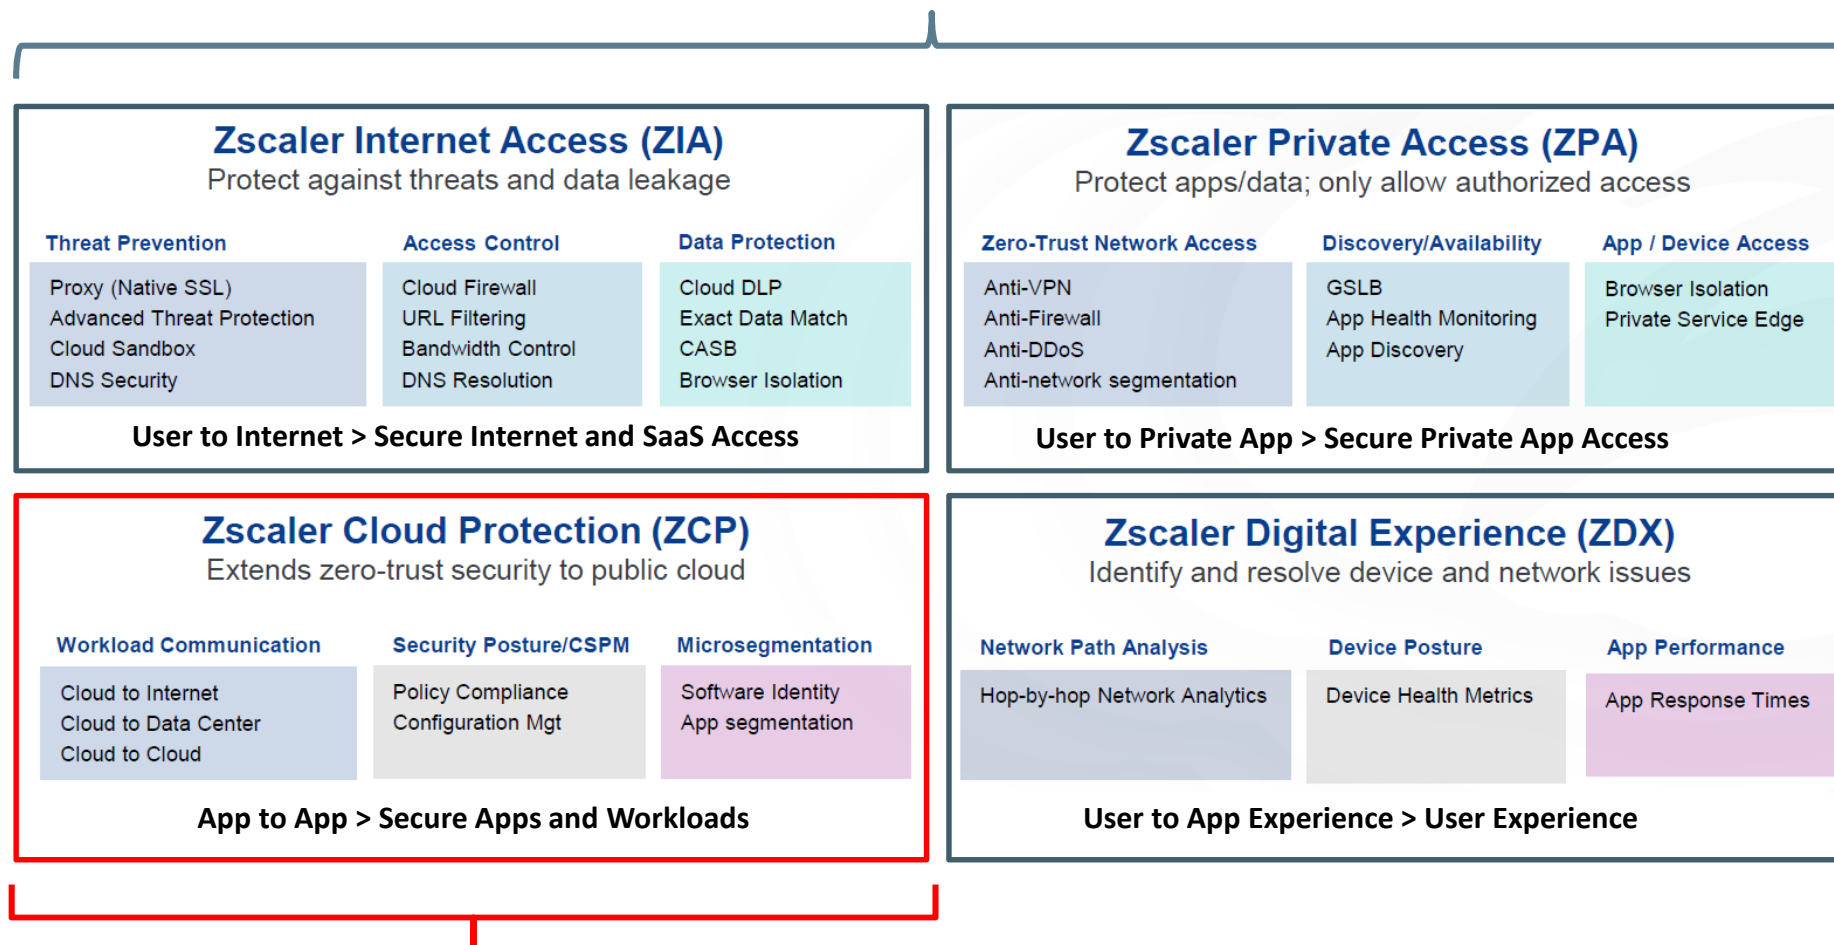 Zscaler Internet Access (ZIA)
Protect against threats and data leakage
Threat Prevention
Proxy (Native SSL)
Advanced Threat Protection
Cloud Sandbox
DNS Security
Access Control
Cloud Firewall
URL Filtering
Bandwidth Control
DNS Resolution
Data Protection
Cloud DLP
Exact Data Match
CASB
Browser Isolation
User to Internet > Secure Internet and SaaS Access
Zscaler Private Access (ZPA)
Protect apps/data; only allow authorized access
Zero-Trust Network Access
Anti-VPN
Anti-Firewall
Anti-DDoS
Anti-network segmentation
Discovery/Availability
GSLB
App Health Monitoring
App Discovery
App / Device Access
Browser Isolation
Private Service Edge
User to Private App > Secure Private App Access
Zscaler Cloud Protection (ZCP)
Extends zero-trust security to public cloud
Workload Communication
Cloud to Internet
Cloud to Data Center
Cloud to Cloud
Security Posture/CSPM
Policy Compliance
Configuration Mgt
Microsegmentation
Software Identity
App segmentation
App to App > Secure Apps and Workloads
Zscaler Digital Experience (ZDX)
Identify and resolve device and network issues
Network Path Analysis
Hop-by-hop Network Analytics
Device Posture
Device Health Metrics
App Performance
App Response Times
User to App Experience > User Experience